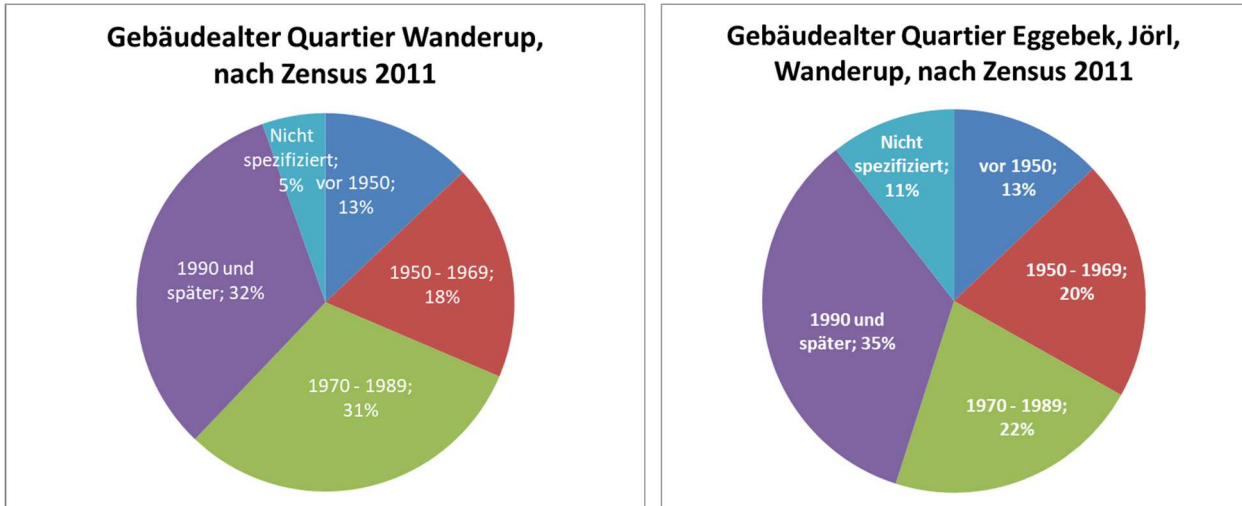 Gebäudealter Quartier Wanderup,
nach Zensus 2011
Nicht
spezifiziert;
5%
vor 1950;
13%
1950 - 1969;
18%
1970 - 1989;
31%
1990 und
später; 32%
Gebäudealter Quartier Eggebek, Jörl,
Wanderup, nach Zensus 2011
Nicht
spezifiziert;
11%
vor 1950;
13%
1950 - 1969;
20%
1970 - 1989;
22%
1990 und
später; 35%